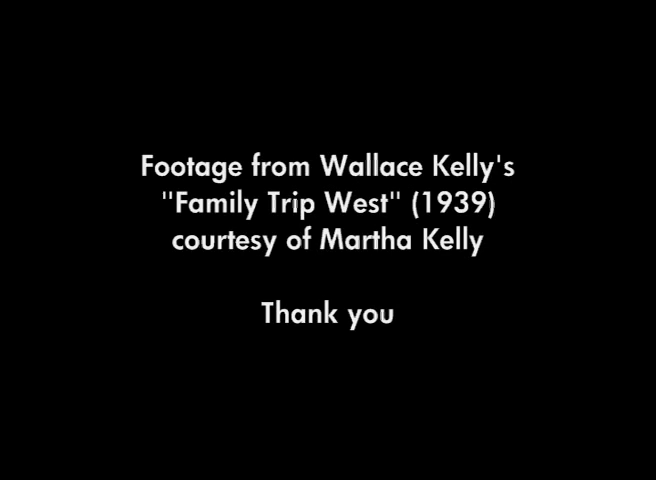 Footage from Wallace Kelly's
"Family Trip West" (1939)
courtesy of Martha Kelly
Thank you